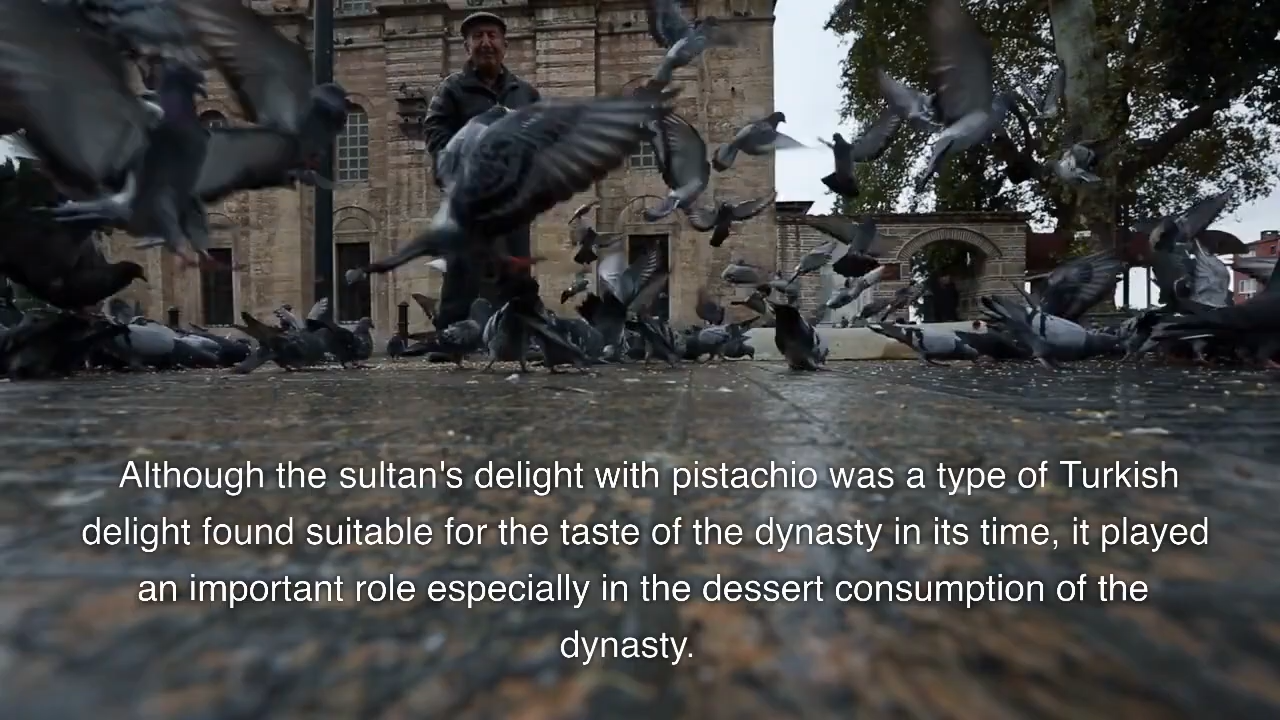 Although the sultan's delight with pistachio was a type of Turkish
delight found suitable for the taste of the dynasty in its time, it played
an important role especially in the dessert consumption of the
dynasty.